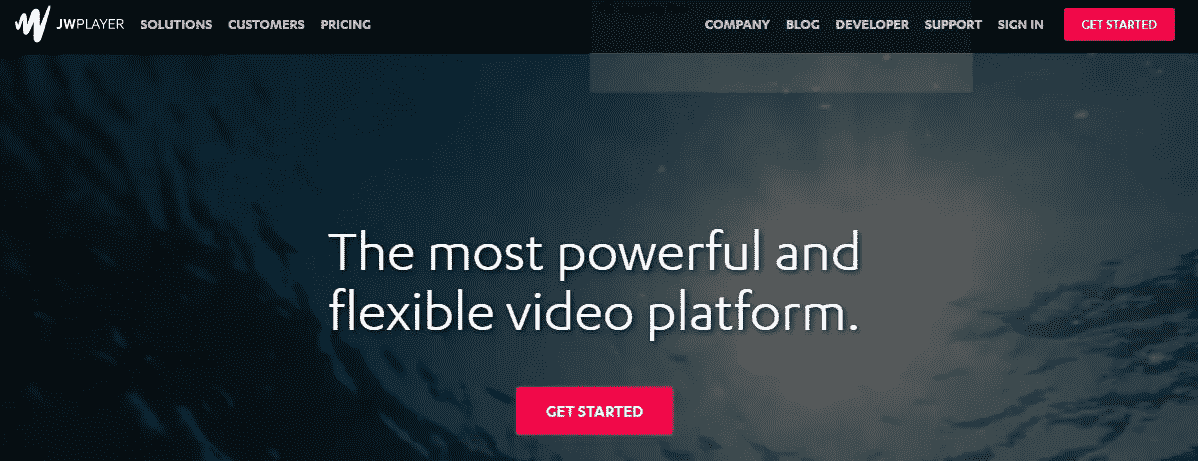 JWPLAYER SOLUTIONS CUSTOMERS PRICING COMPANY BLOG DEVELOPER SUPPORT SIGN IN GET STARTED
The most powerful and
flexible video platform.
GET STARTED